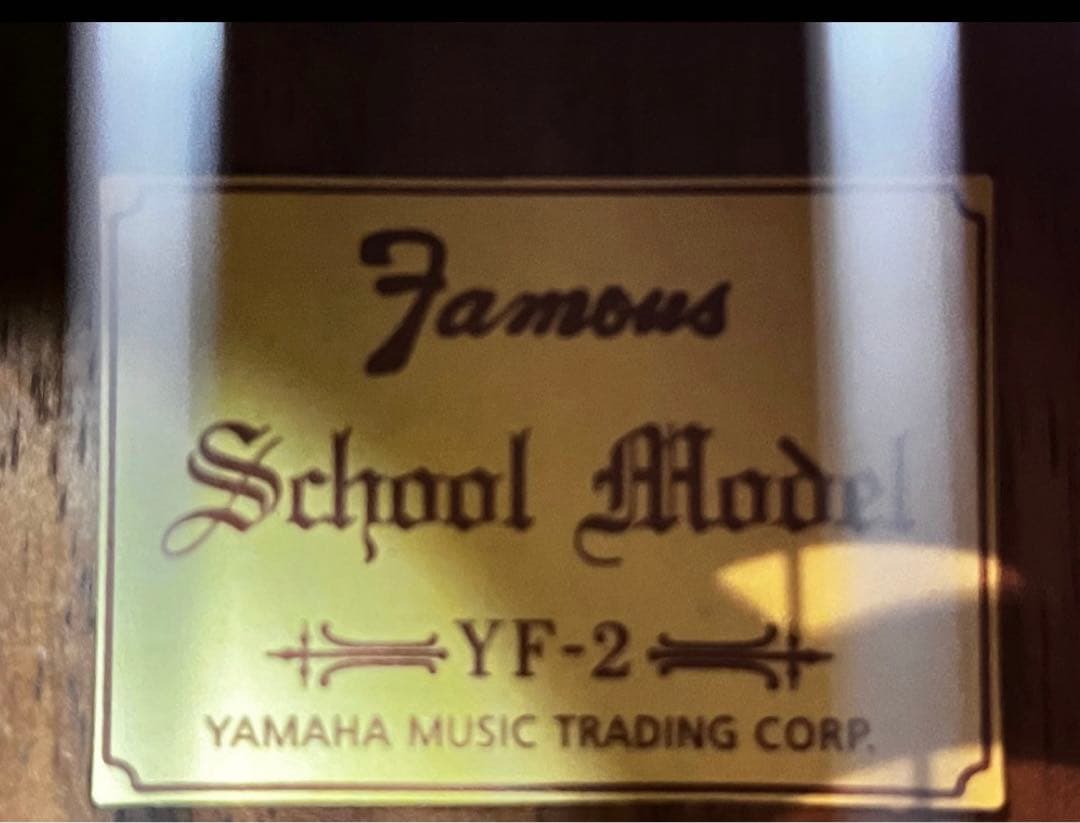 Famous
School Model
YF-2
YAMAHA MUSIC TRADING CORP.